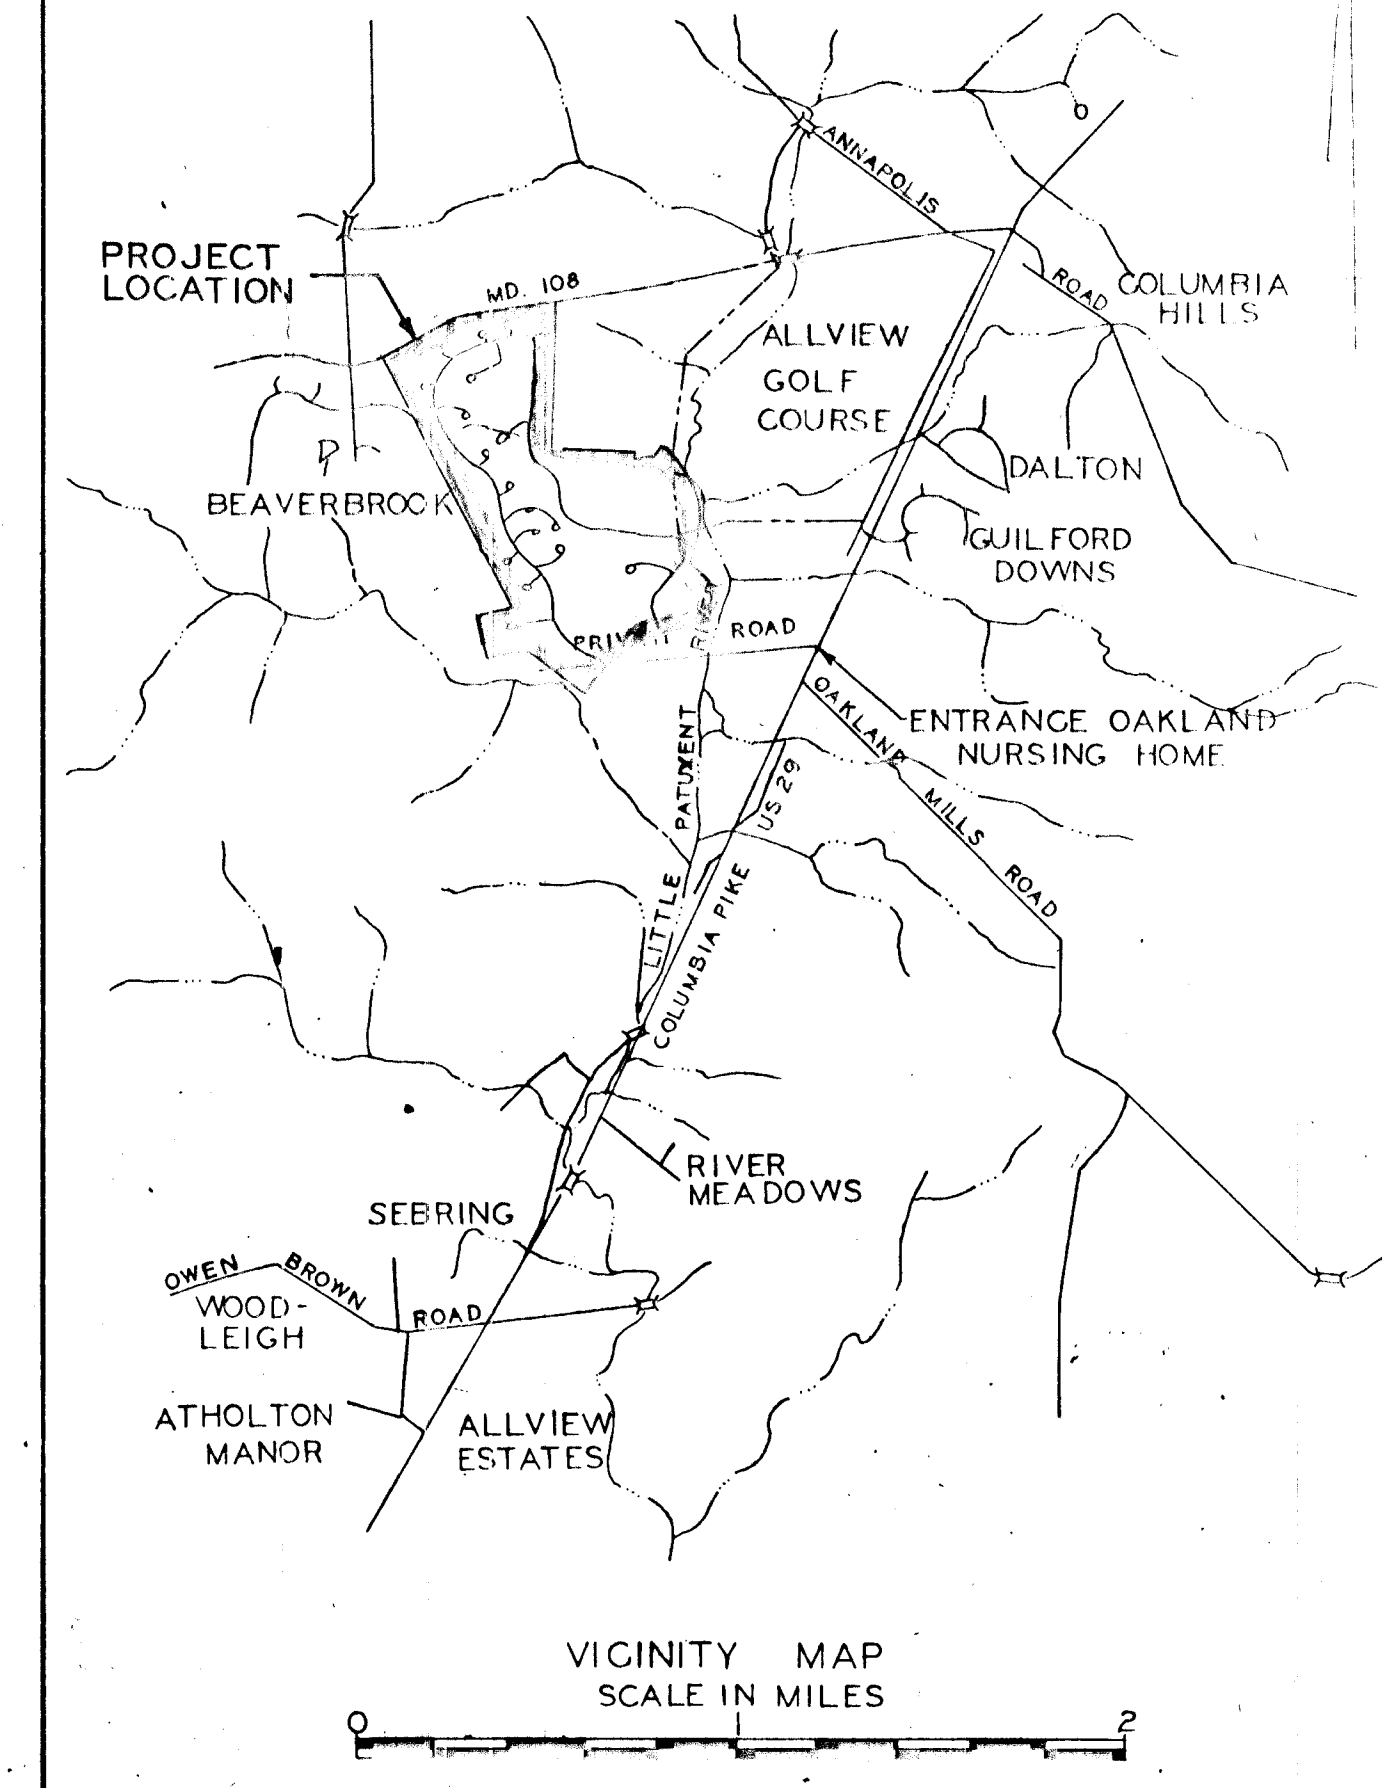 ANNAPOLIS
PROJECT
LOCATION
MD. 108
ROAD
COLUMBIA
HILLS
ALLVIEW
GOLF
COURSE
DALTON
BEAVERBROOK
GUILFORD
DOWNS
ROAD
OAKLAND
MILLS
ROAD
ENTRANCE OAKLAND
NURSING HOME
LITTLE
PATUXENT
US 29
COLUMBIA PIKE
RIVER
MEADOWS
SEBRING
OWEN
BROWN
ROAD
WOOD-
LEIGH
ATHOLTON
MANOR
ALLVIEW
ESTATES
VICINITY MAP
SCALE IN MILES
0 1 2